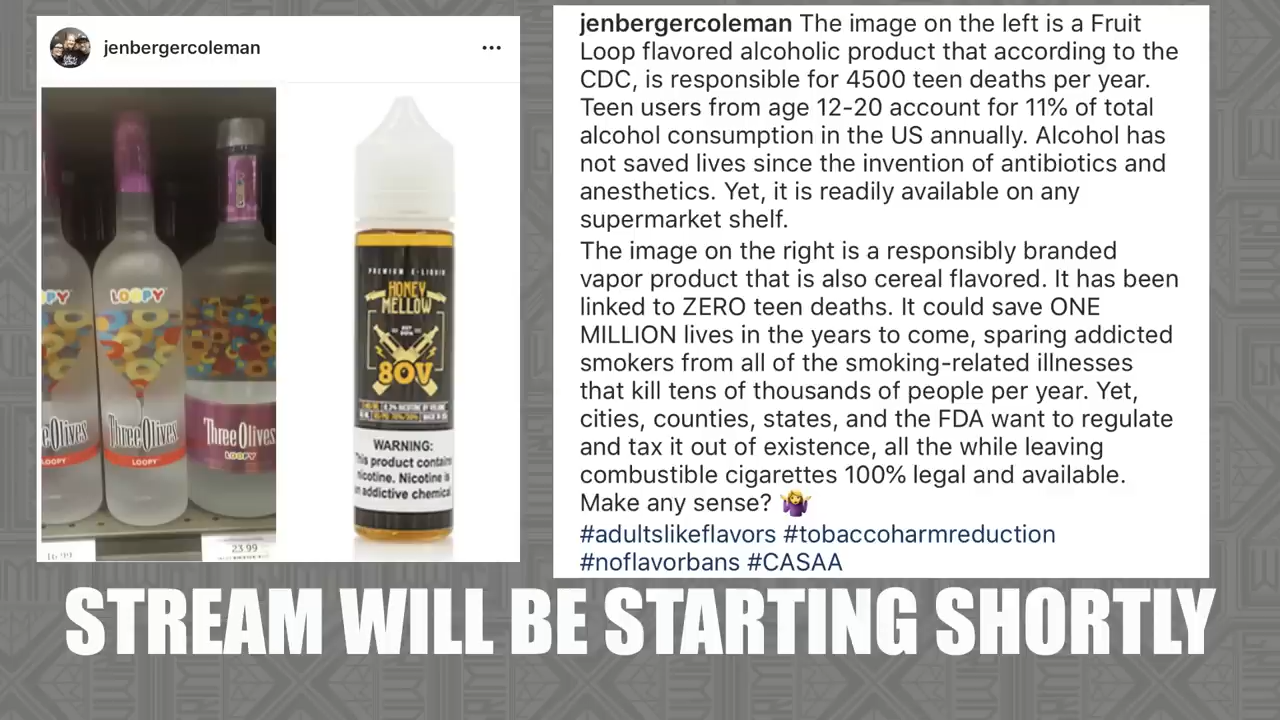 jenbergercoleman
•••
PY
LOOPY
ThreeOlives
LOOPY
ThreeOlives
LOOPY
ThreeOlives
LOOPY
16.99
23.99
PREMIUM E-LIQUID
HONEY
MELLOW
80V
WARNING:
This product contains
nicotine. Nicotine is
an addictive chemical
jenbergercoleman The image on the left is a Fruit
Loop flavored alcoholic product that according to the
CDC, is responsible for 4500 teen deaths per year.
Teen users from age 12-20 account for 11% of total
alcohol consumption in the US annually. Alcohol has
not saved lives since the invention of antibiotics and
anesthetics. Yet, it is readily available on any
supermarket shelf.
The image on the right is a responsibly branded
vapor product that is also cereal flavored. It has been
linked to ZERO teen deaths. It could save ONE
MILLION lives in the years to come, sparing addicted
smokers from all of the smoking-related illnesses
that kill tens of thousands of people per year. Yet,
cities, counties, states, and the FDA want to regulate
and tax it out of existence, all the while leaving
combustible cigarettes 100% legal and available.
Make any sense? 🤷‍♀️
#adultslikeflavors #tobaccoharmreduction
#noflavorbans #CASAA
STREAM WILL BE STARTING SHORTLY